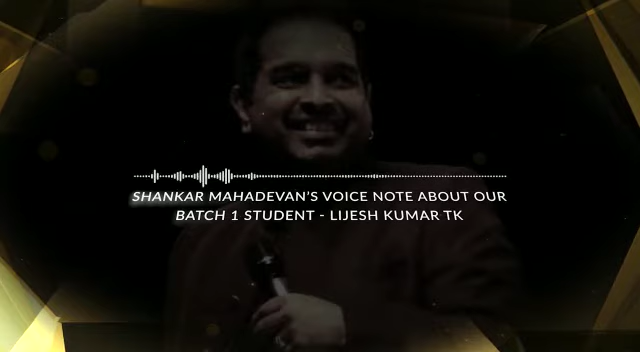 SHANKAR MAHADEVAN'S VOICE NOTE ABOUT OUR
BATCH 1 STUDENT - LIJESH KUMAR TK